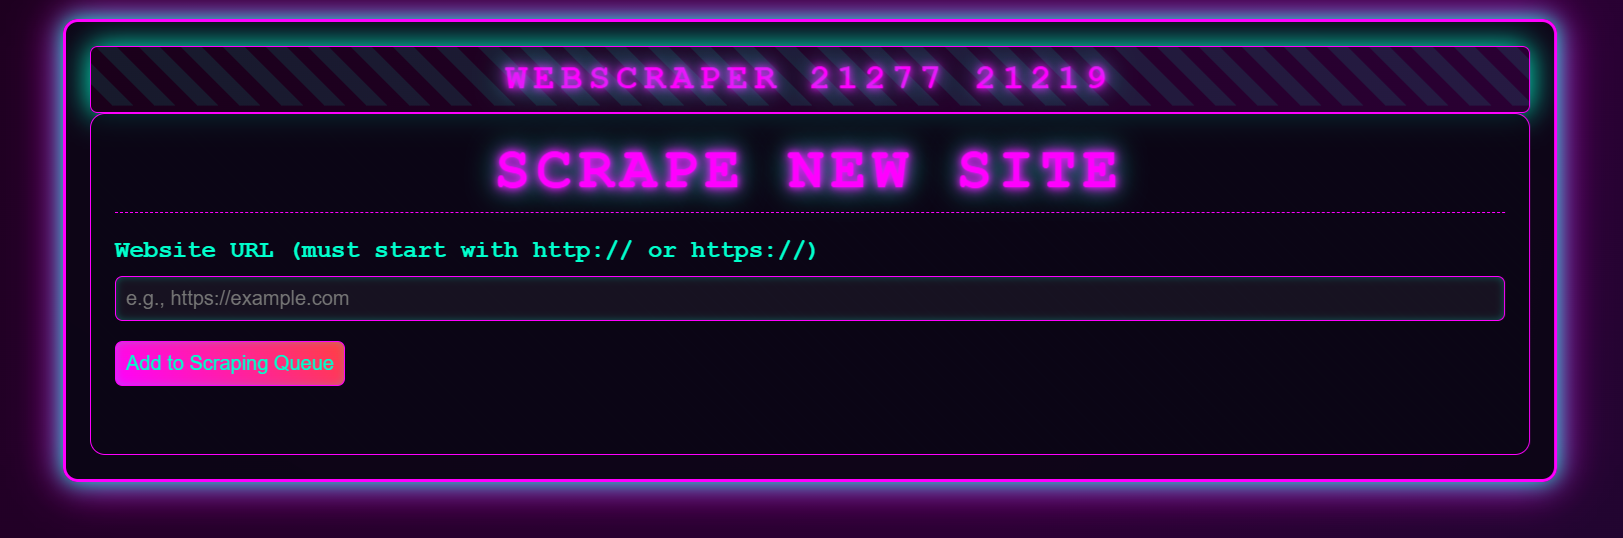 WEBSCRAPER 21277 21219
SCRAPE NEW SITE
Website URL (must start with http:// or https://)
e.g., https://example.com
Add to Scraping Queue